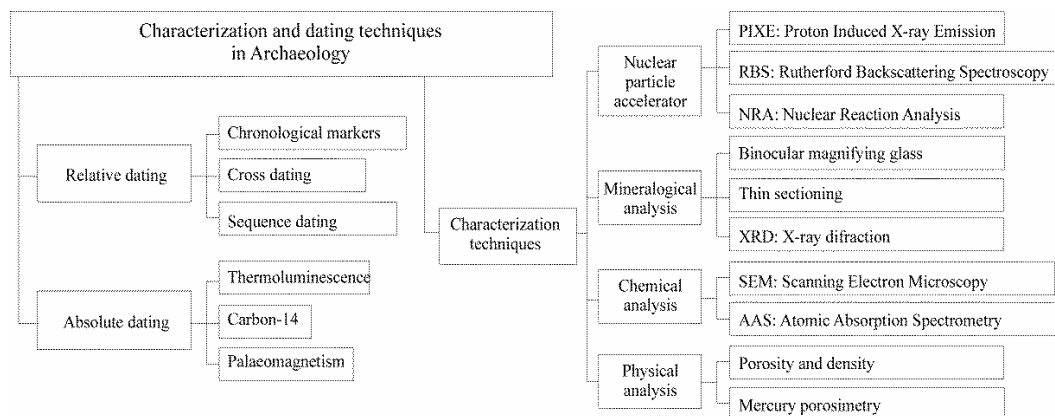 Characterization and dating techniques
in Archaeology
Relative dating
Chronological markers
Cross dating
Sequence dating
Absolute dating
Thermoluminescence
Carbon-14
Palaeomagnetism
Characterization
techniques
Nuclear
particle
accelerator
PIXE: Proton Induced X-ray Emission
RBS: Rutherford Backscattering Spectroscopy
NRA: Nuclear Reaction Analysis
Mineralogical
analysis
Binocular magnifying glass
Thin sectioning
XRD: X-ray difraction
Chemical
analysis
SEM: Scanning Electron Microscopy
AAS: Atomic Absorption Spectrometry
Physical
analysis
Porosity and density
Mercury porosimetry